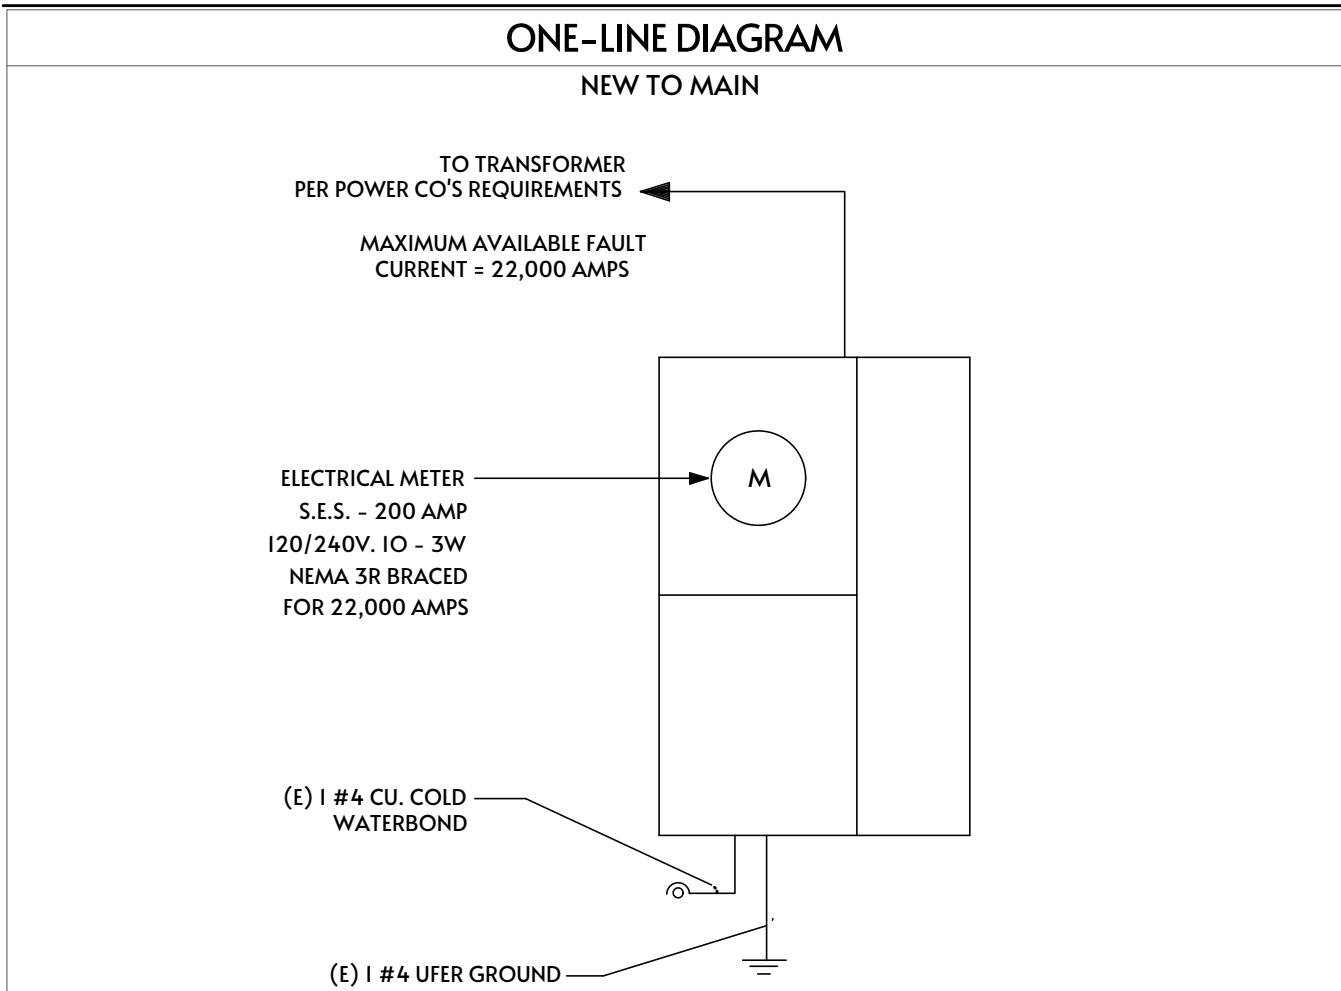 ONE-LINE DIAGRAM
NEW TO MAIN
TO TRANSFORMER
PER POWER CO'S REQUIREMENTS
MAXIMUM AVAILABLE FAULT
CURRENT = 22,000 AMPS
ELECTRICAL METER
M
S.E.S. - 200 AMP
120/240V. 1O - 3W
NEMA 3R BRACED
FOR 22,000 AMPS
(E) 1 #4 CU. COLD
WATERBOND
(E) 1 #4 UFER GROUND